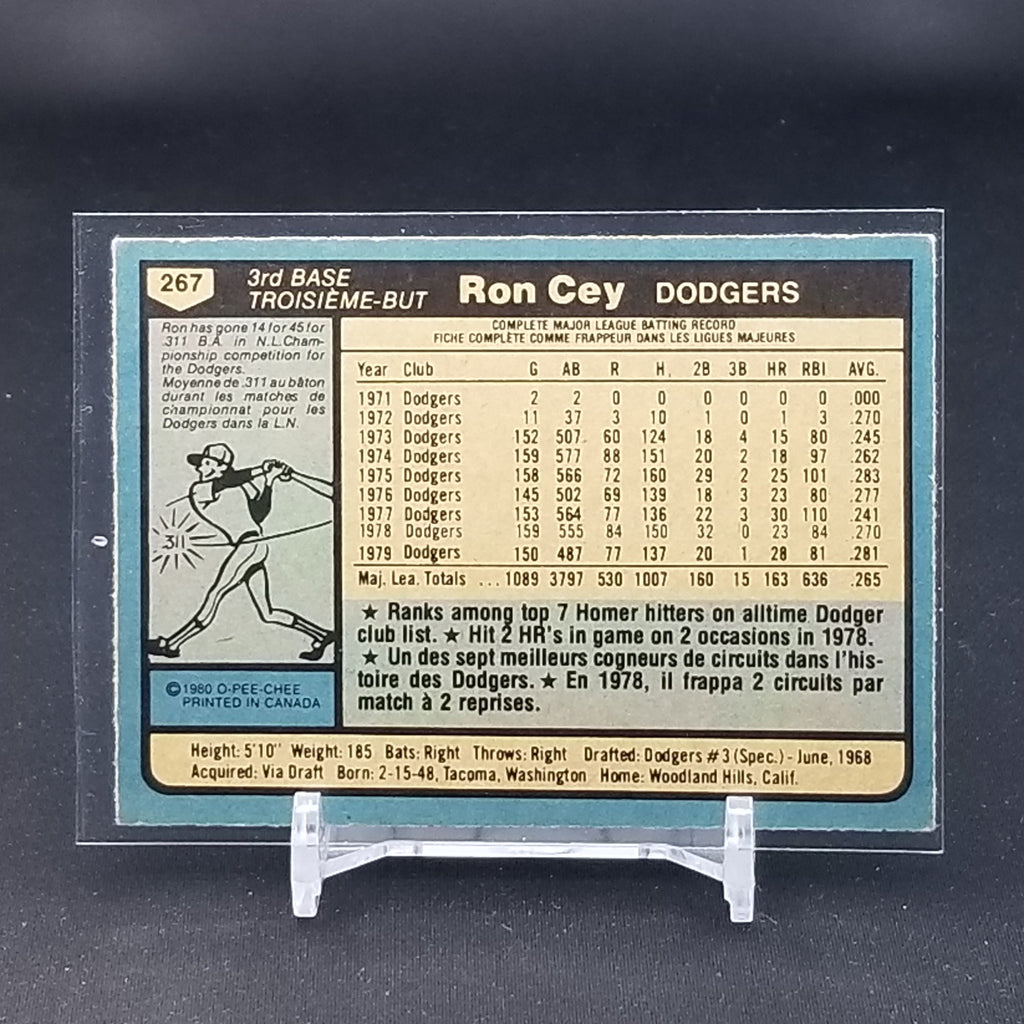 267
3rd BASE
TROISIÈME-BUT
Ron Cey DODGERS
Ron has gone 14 for 45 for
.311 B.A. in N.L. Cham-
pionship competition for
the Dodgers.
Moyenne de .311 au bâton
durant les matches de
championnat pour les
Dodgers dans la L.N.
311
©1980 O-PEE-CHEE
PRINTED IN CANADA
COMPLETE MAJOR LEAGUE BATTING RECORD
FICHE COMPLÈTE COMME FRAPPEUR DANS LES LIGUES MAJEURES
Year Club G AB R H. 2B 3B HR RBI AVG.
1971 Dodgers 2 2 0 0 0 0 0 0 .000
1972 Dodgers 11 37 3 10 1 0 1 3 .270
1973 Dodgers 152 507 60 124 18 4 15 80 .245
1974 Dodgers 159 577 88 151 20 2 18 97 .262
1975 Dodgers 158 566 72 160 29 2 25 101 .283
1976 Dodgers 145 502 69 139 18 3 23 80 .277
1977 Dodgers 153 564 77 136 22 3 30 110 .241
1978 Dodgers 159 555 84 150 32 0 23 84 .270
1979 Dodgers 150 487 77 137 20 1 28 81 .281
Maj. Lea. Totals ... 1089 3797 530 1007 160 15 163 636 .265
★ Ranks among top 7 Homer hitters on alltime Dodger
club list. ★ Hit 2 HR's in game on 2 occasions in 1978.
★ Un des sept meilleurs cogneurs de circuits dans l'his-
toire des Dodgers. ★ En 1978, il frappa 2 circuits par
match à 2 reprises.
Height: 5'10" Weight: 185 Bats: Right Throws: Right Drafted: Dodgers #3 (Spec.) - June, 1968
Acquired: Via Draft Born: 2-15-48, Tacoma, Washington Home: Woodland Hills, Calif.